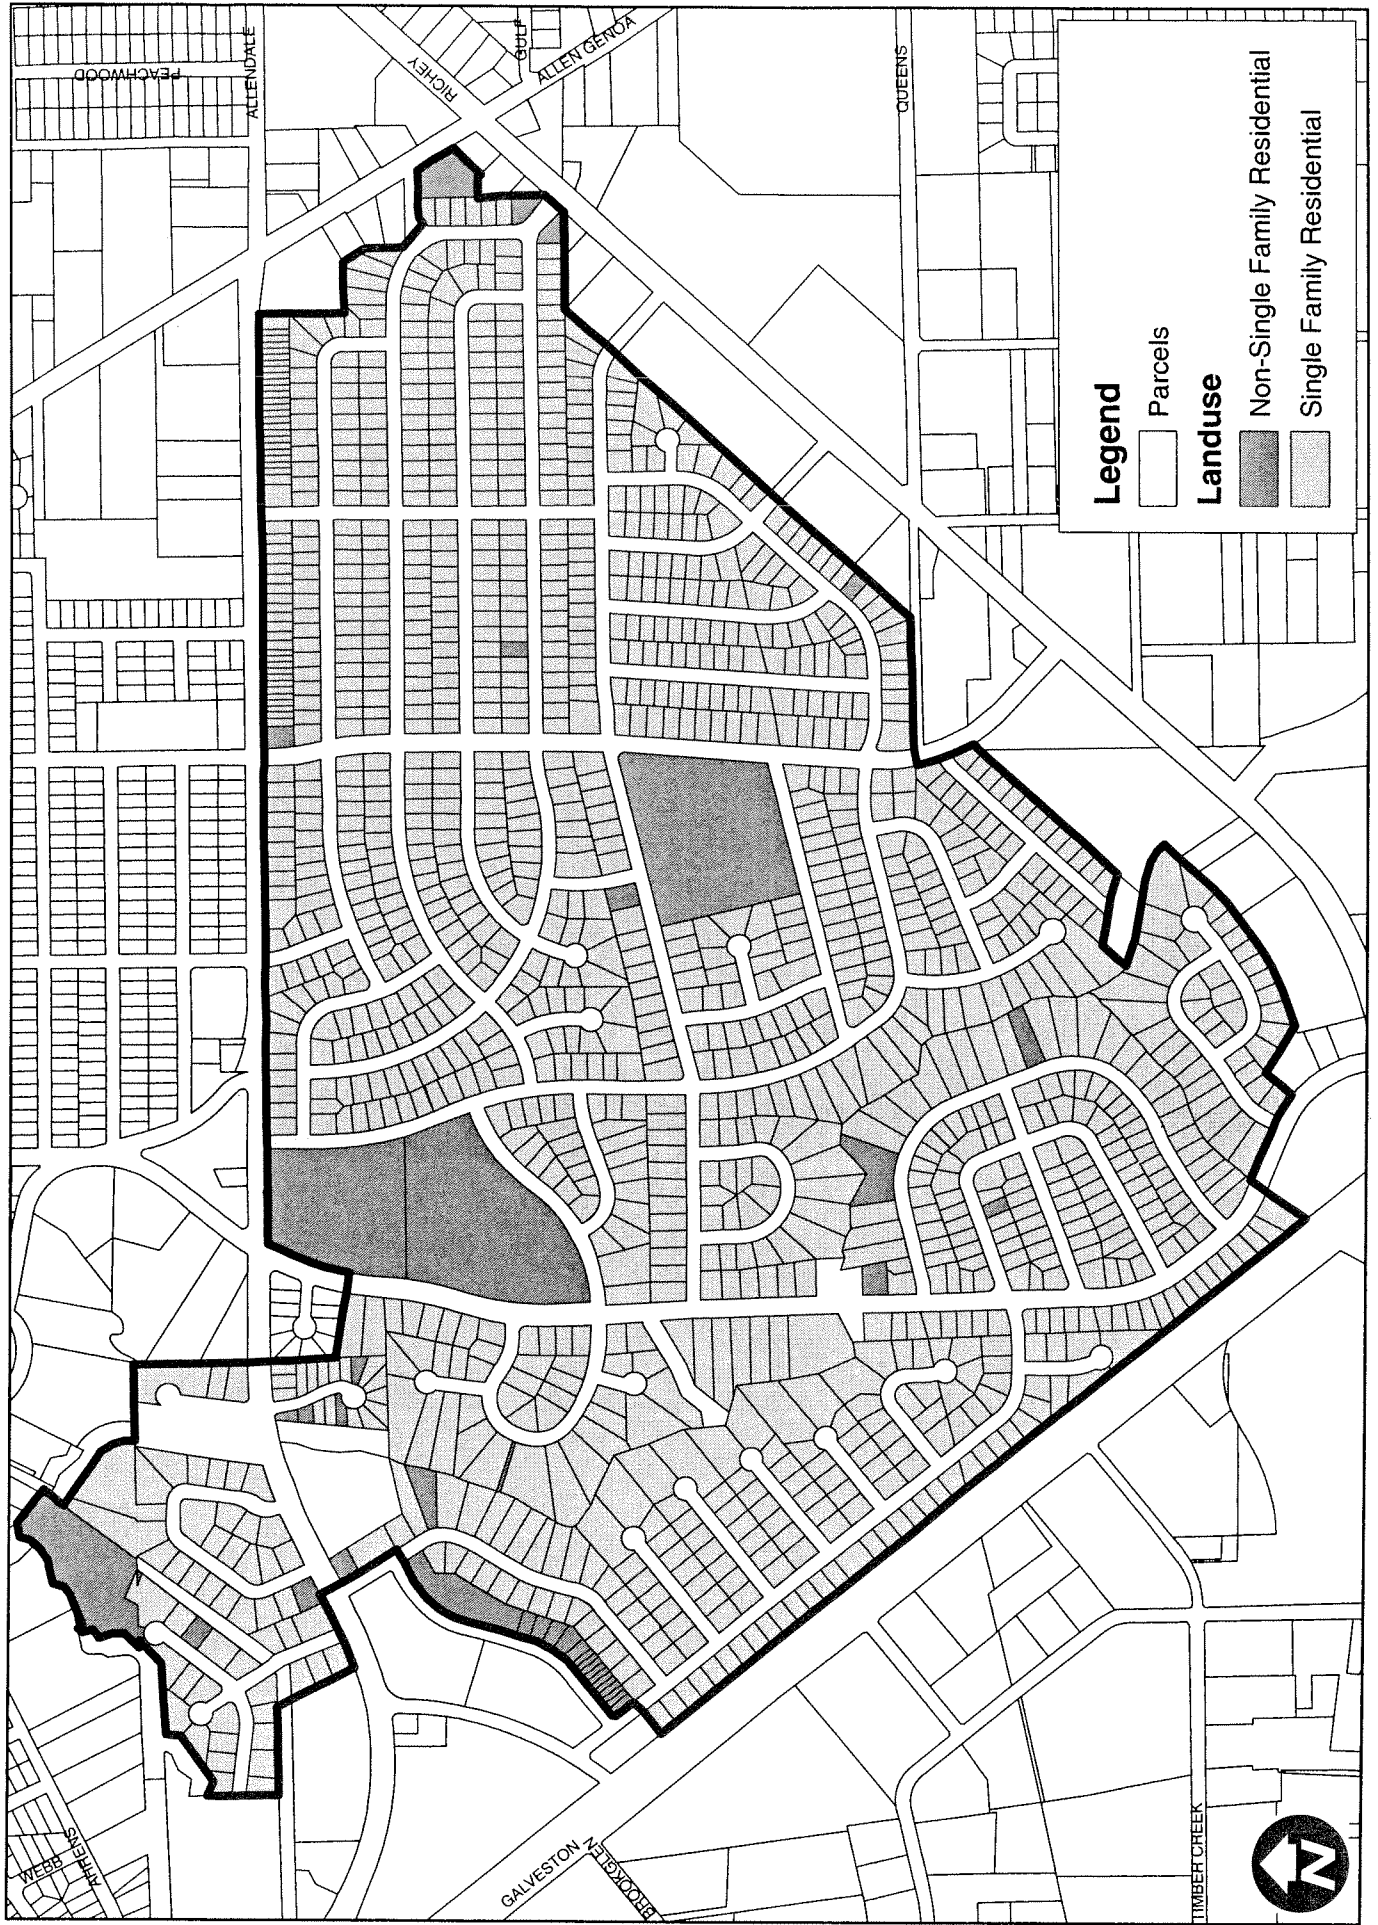 PEACHWOOD
ALLENDALE
RICHEY
GULF
ALLEN GENOA
QUEENS
Legend
Parcels
Landuse
Non-Single Family Residential
Single Family Residential
WEBB
AHRENS
GALVESTON
BROOKGLEN
TIMBER CREEK
N